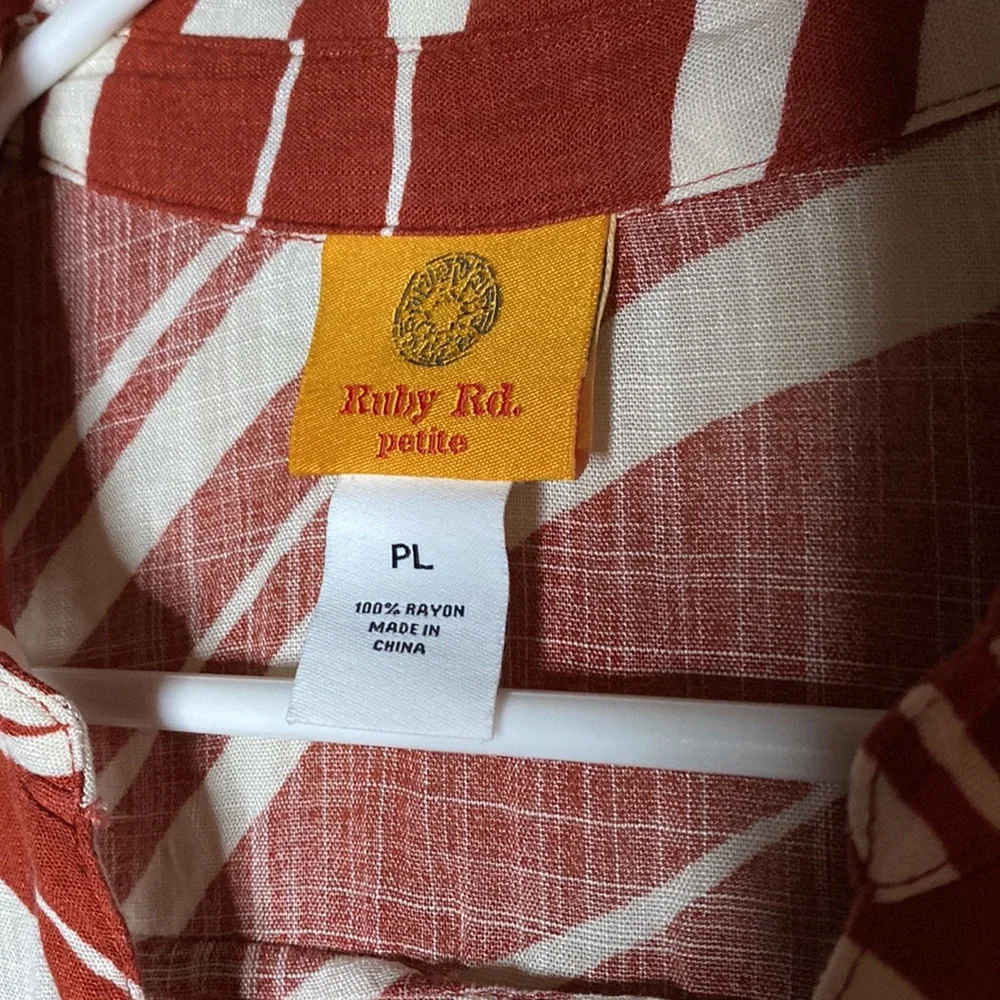 Ruby Rd.
petite
PL
100% RAYON
MADE IN
CHINA